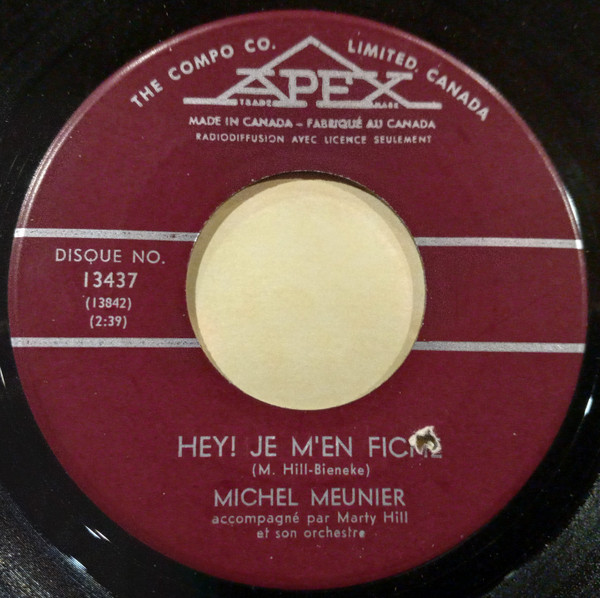 THE COMPO CO. LIMITED, CANADA
APEX
TRADE MARK
MADE IN CANADA - FABRIQUÉ AU CANADA
RADIODIFFUSION AVEC LICENCE SEULEMENT
DISQUE NO.
13437
(13842)
(2:39)
HEY! JE M'EN FICHE
(M. Hill-Bieneke)
MICHEL MEUNIER
accompagné par Marty Hill
et son orchestre